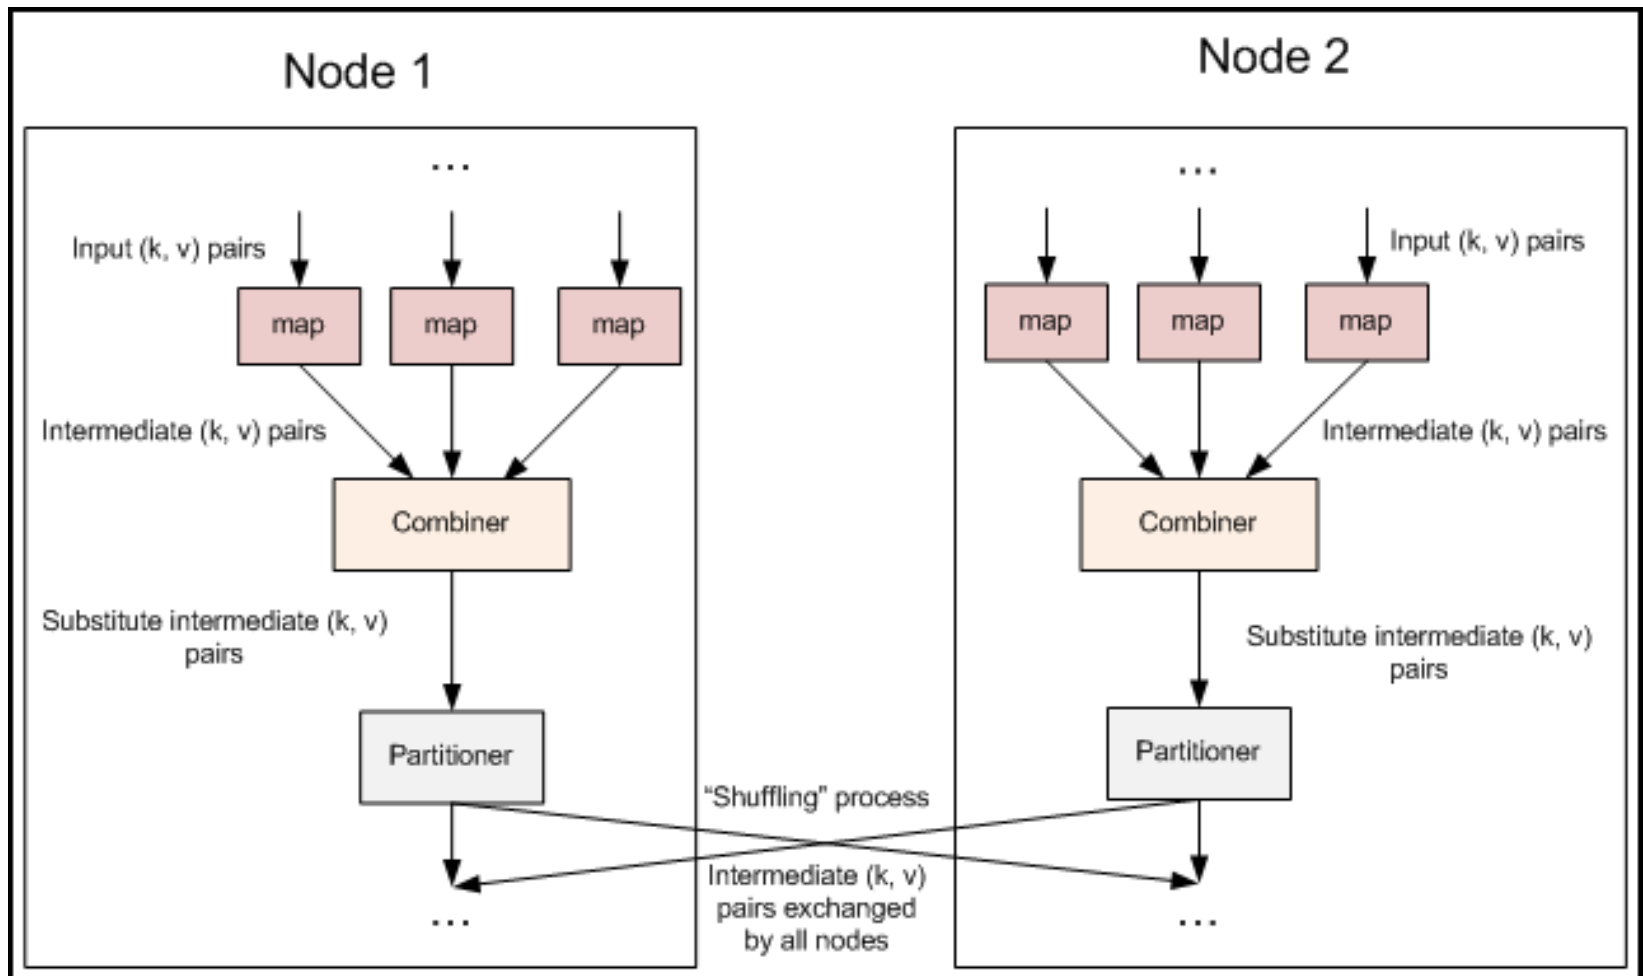 Node 1
...
Input (k, v) pairs
map
map
map
Intermediate (k, v) pairs
Combiner
Substitute intermediate (k, v)
pairs
Partitioner
...
Node 2
...
Input (k, v) pairs
map
map
map
Intermediate (k, v) pairs
Combiner
Substitute intermediate (k, v)
pairs
Partitioner
...
“Shuffling” process
Intermediate (k, v)
pairs exchanged
by all nodes